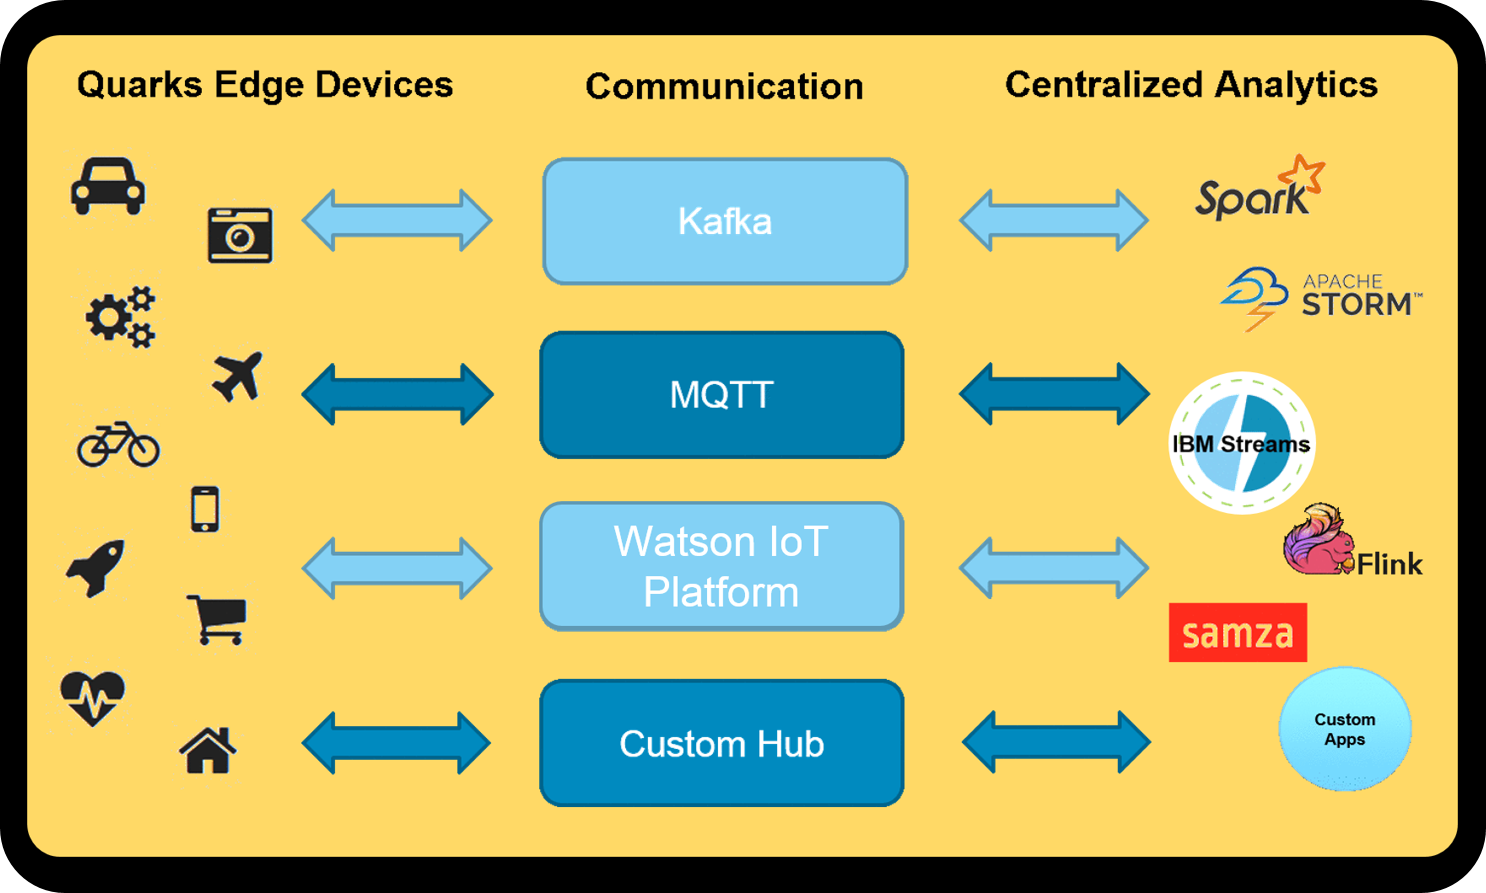 Quarks Edge Devices
Communication
Centralized Analytics
Kafka
Spark
APACHE
STORM™
MQTT
IBM Streams
Watson IoT
Platform
Flink
samza
Custom Hub
Custom
Apps